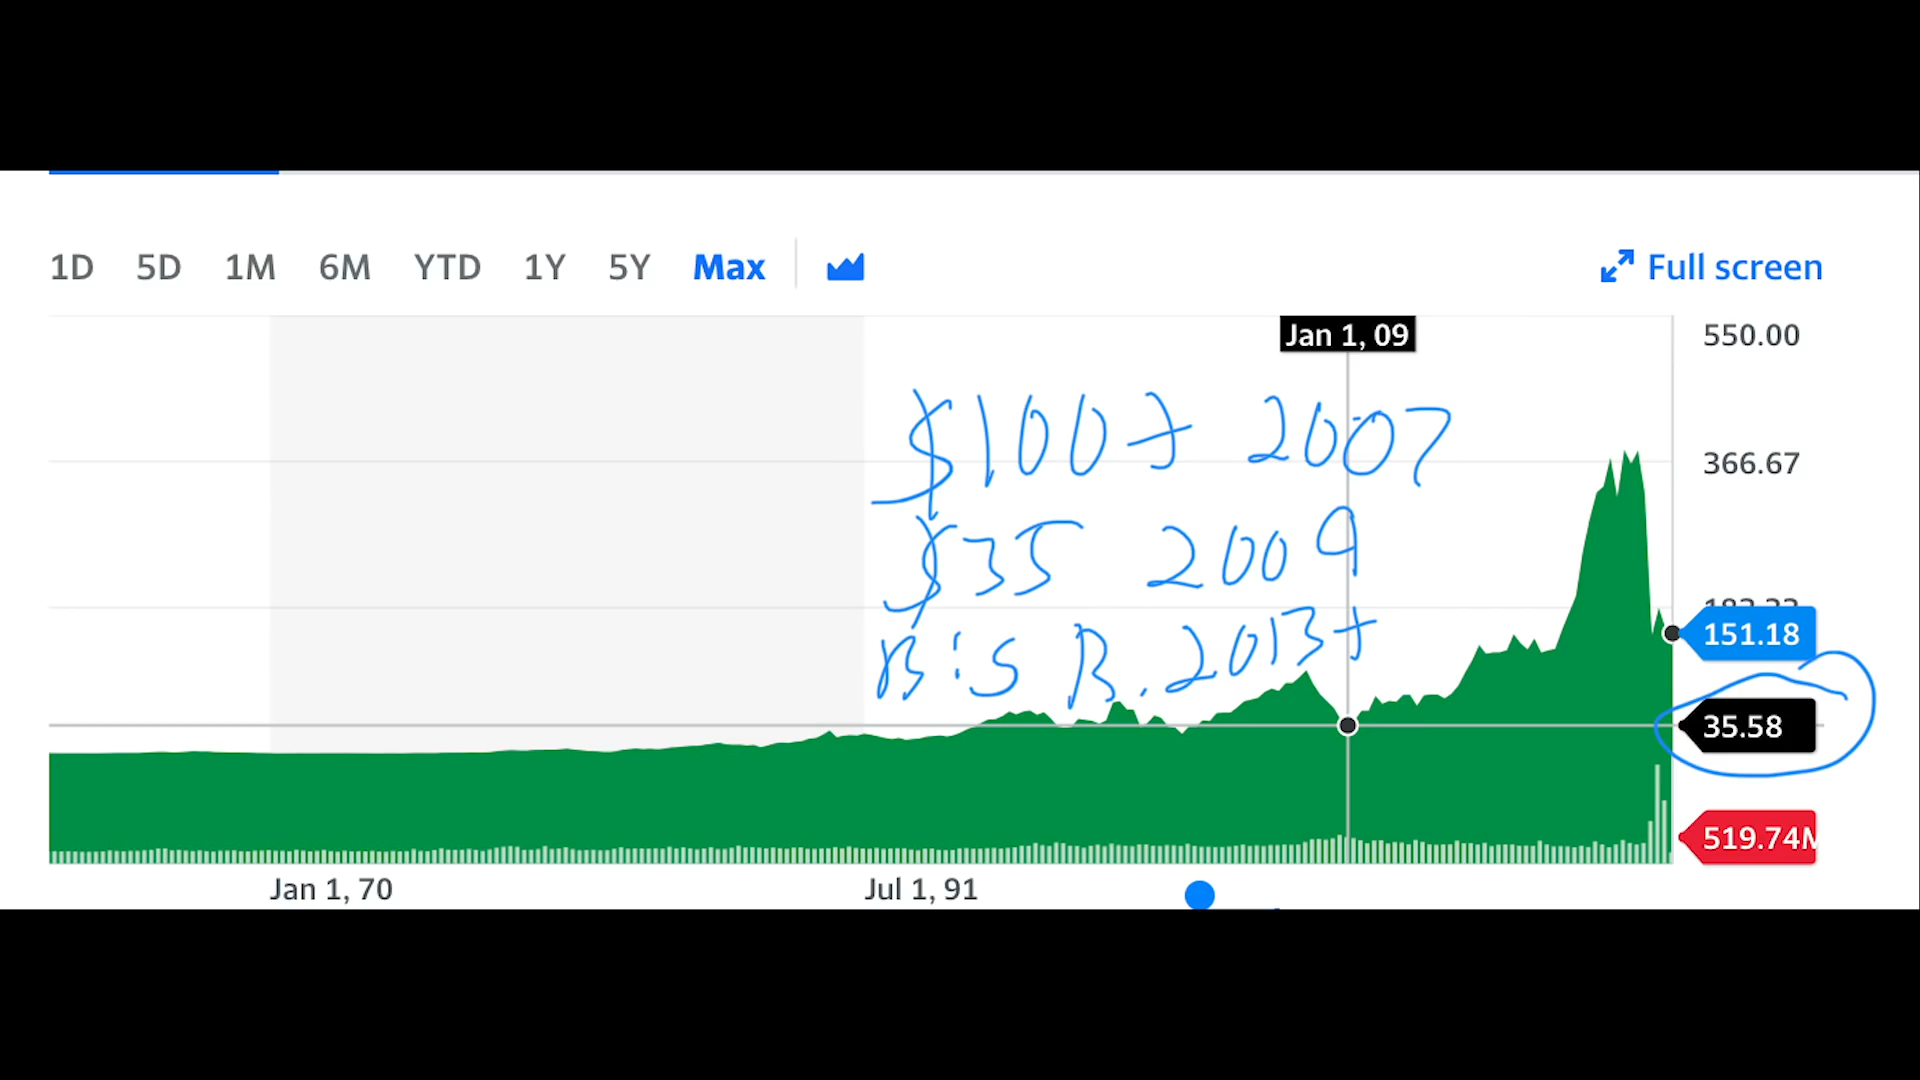 1D 5D 1M 6M YTD 1Y 5Y Max Full screen
Jan 1, 09
550.00
$100+ 2007
366.67
$35 2009
151.18
2013+
35.58
519.74M
Jan 1, 70 Jul 1, 91